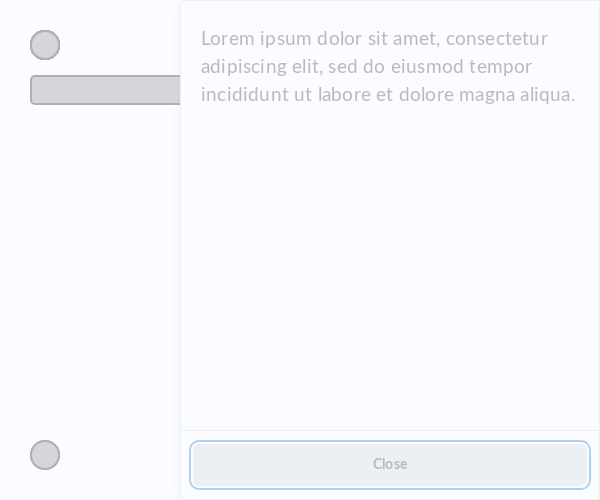 Lorem ipsum dolor sit amet, consectetur
adipiscing elit, sed do eiusmod tempor
incididunt ut labore et dolore magna aliqua.
Close